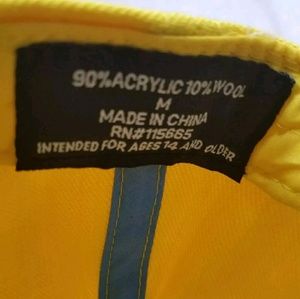 90% ACRYLIC 10% WOOL
M
MADE IN CHINA
RN#115665
INTENDED FOR AGES 14 AND OLDER